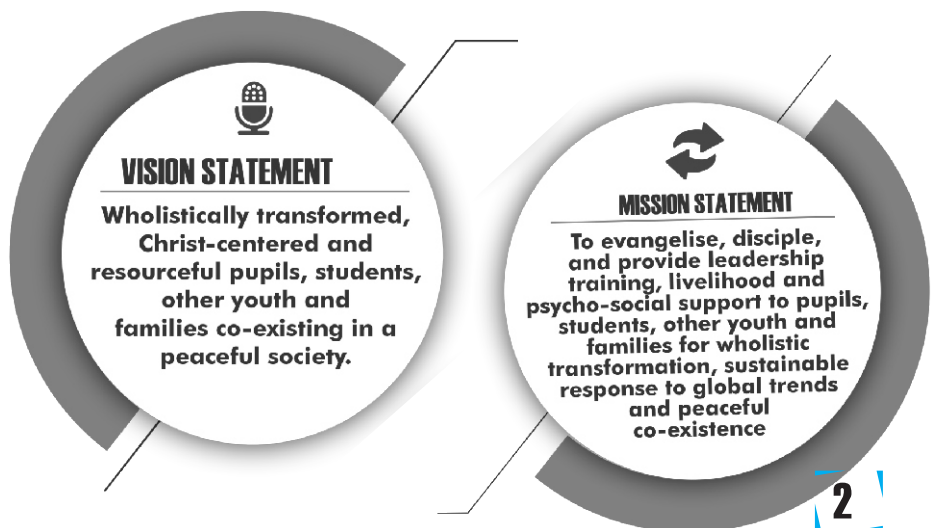 VISION STATEMENT
Wholistically transformed,
Christ-centered and
resourceful pupils, students,
other youth and
families co-existing in a
peaceful society.
MISSION STATEMENT
To evangelise, disciple,
and provide leadership
training, livelihood and
psycho-social support to pupils,
students, other youth and
families for wholistic
transformation, sustainable
response to global trends
and peaceful
co-existence
2